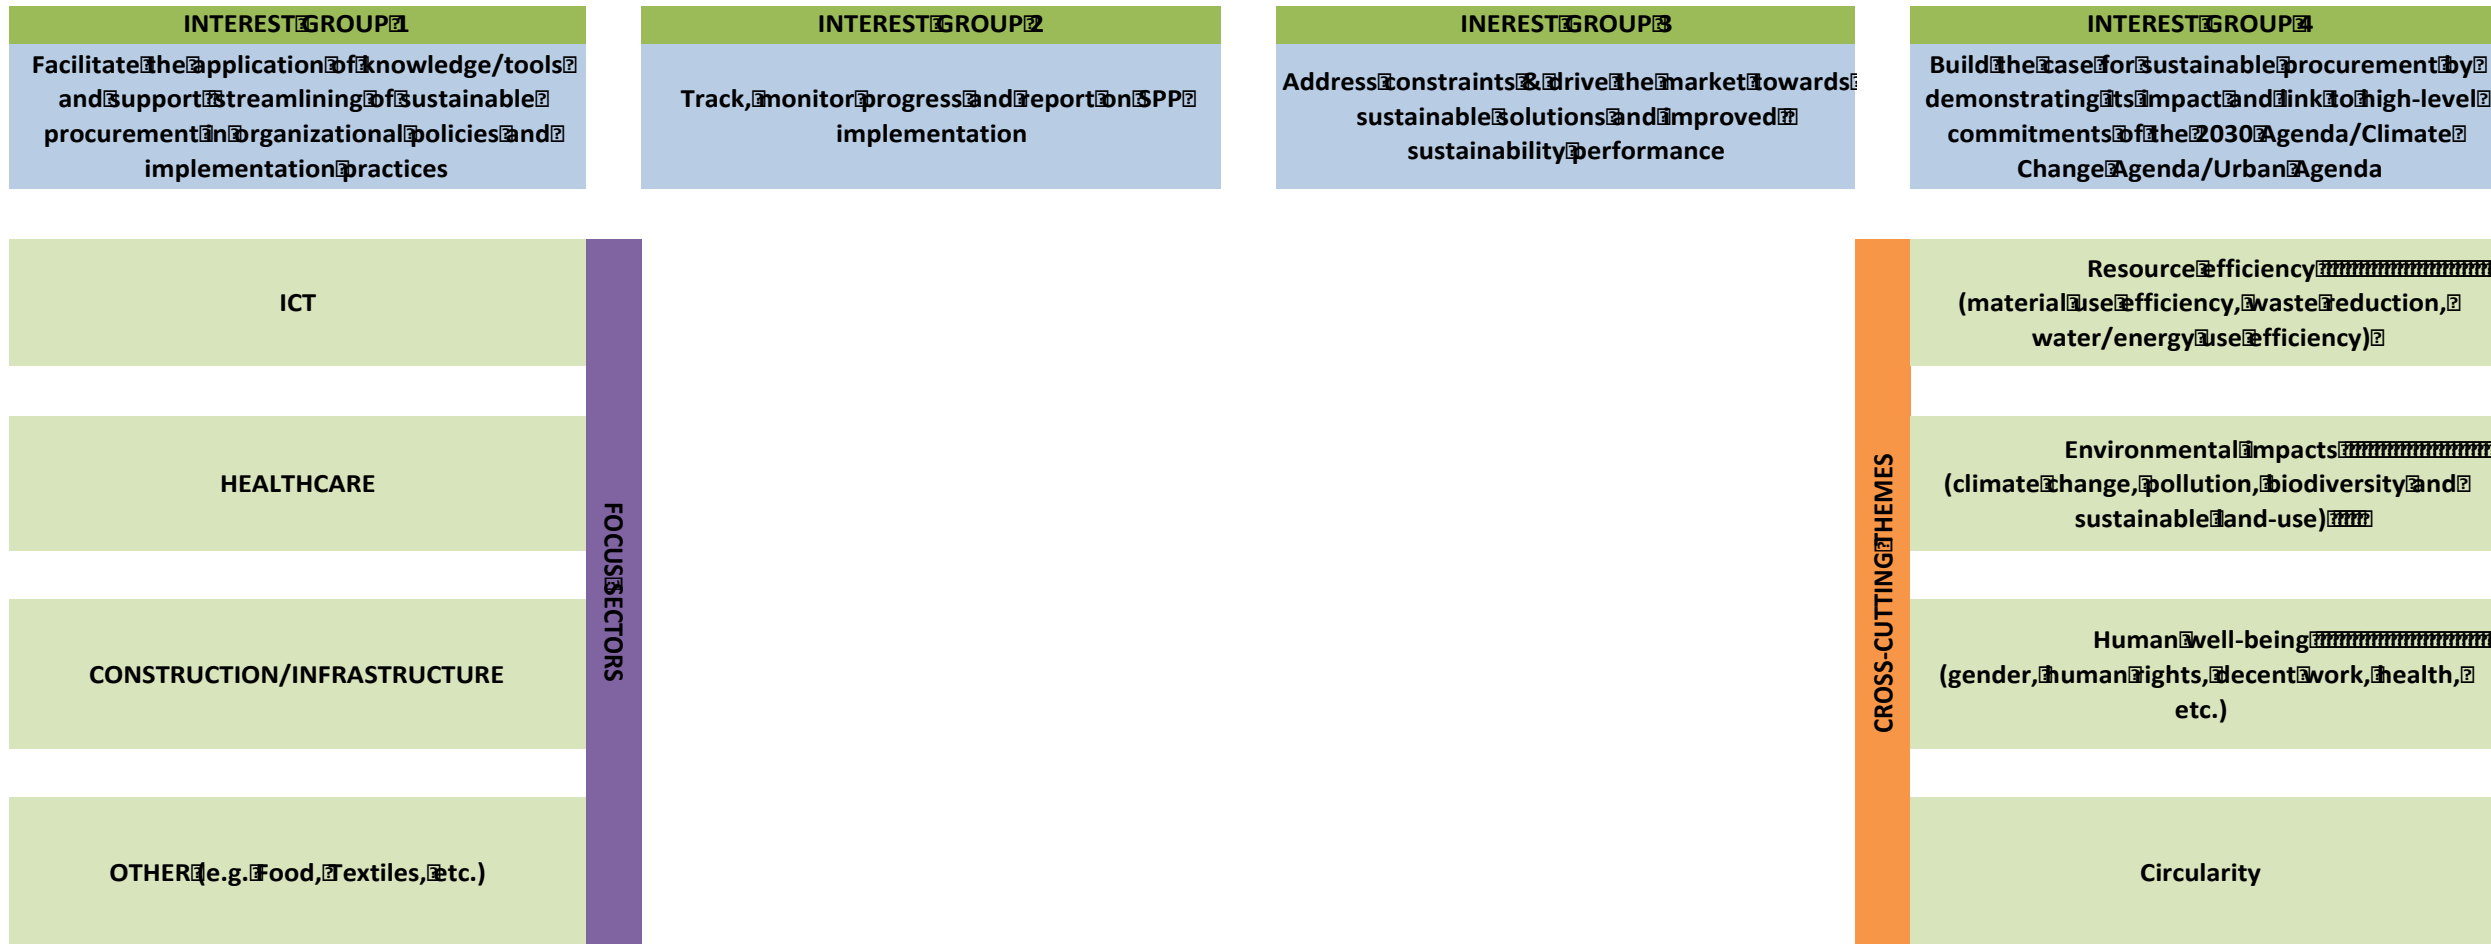 INTEREST GROUP 1
Facilitate the application of knowledge/tools
and support streamlining of sustainable
procurement in organizational policies and
implementation practices
INTEREST GROUP 2
Track, monitor progress and report on SPP
implementation
INEREST GROUP 3
Address constraints & drive the market towards
sustainable solutions and improved
sustainability performance
INTEREST GROUP 4
Build the case for sustainable procurement by
demonstrating its impact and link to high-level
commitments of the 2030 Agenda/Climate
Change Agenda/Urban Agenda
ICT
HEALTHCARE
CONSTRUCTION/INFRASTRUCTURE
OTHER (e.g. Food, Textiles, etc.)
FOCUS SECTORS
CROSS-CUTTING THEMES
Resource efficiency
(material use efficiency, waste reduction,
water/energy use efficiency)
Environmental impacts
(climate change, pollution, biodiversity and
sustainable land-use)
Human well-being
(gender, human rights, decent work, health,
etc.)
Circularity